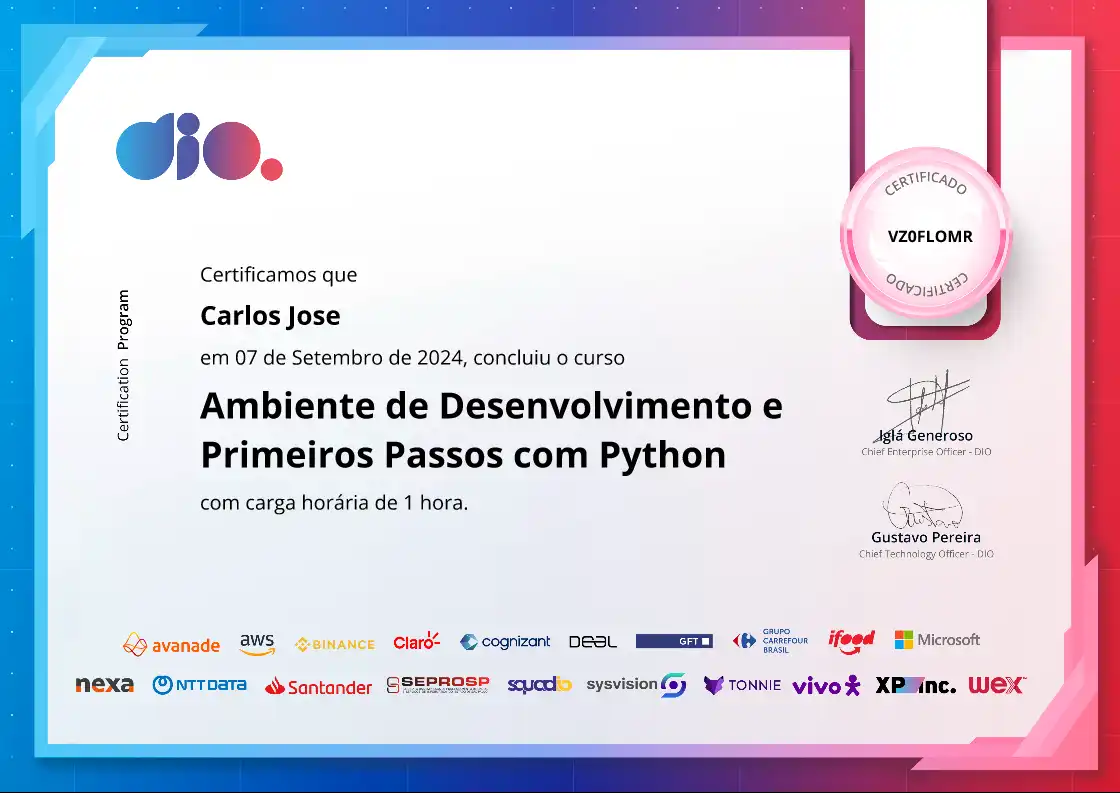 dio.
CERTIFICADO
VZ0FLOMR
CERTIFICADO
Certification Program
Certificamos que
Carlos Jose
em 07 de Setembro de 2024, concluiu o curso
Ambiente de Desenvolvimento e
Primeiros Passos com Python
com carga horária de 1 hora.
Iglá Generoso
Chief Enterprise Officer - DIO
Gustavo Pereira
Chief Technology Officer - DIO
avanade aws BINANCE Claro cognizant DEAL GFT GRUPO CARREFOUR BRASIL ifood Microsoft
nexa NTT DATA Santander SEPROSP squadio sysvision TONNIE vivo XP inc. wex